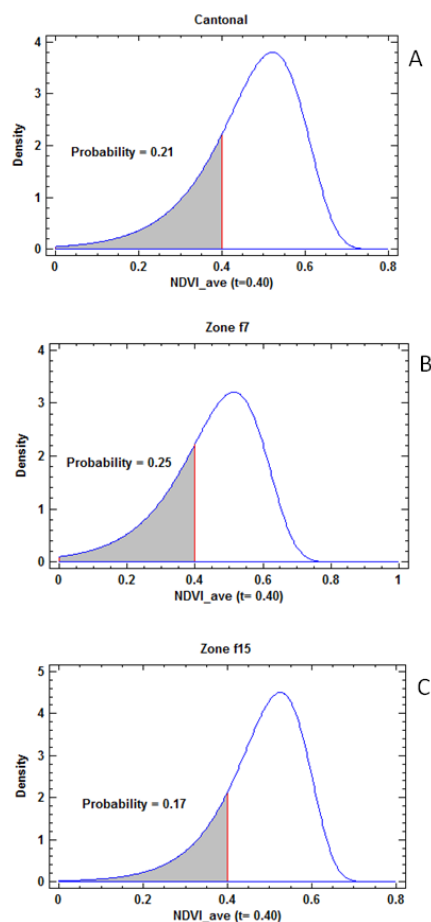 Cantonal
A
4
3
2
1
0
Density
Probability = 0.21
0 0.2 0.4 0.6 0.8
NDVI_ave (t=0.40)
Zone f7
B
4
3
2
1
0
Density
Probability = 0.25
0 0.2 0.4 0.6 0.8 1
NDVI_ave (t= 0.40)
Zone f15
C
5
4
3
2
1
0
Density
Probability = 0.17
0 0.2 0.4 0.6 0.8
NDVI_ave (t= 0.40)